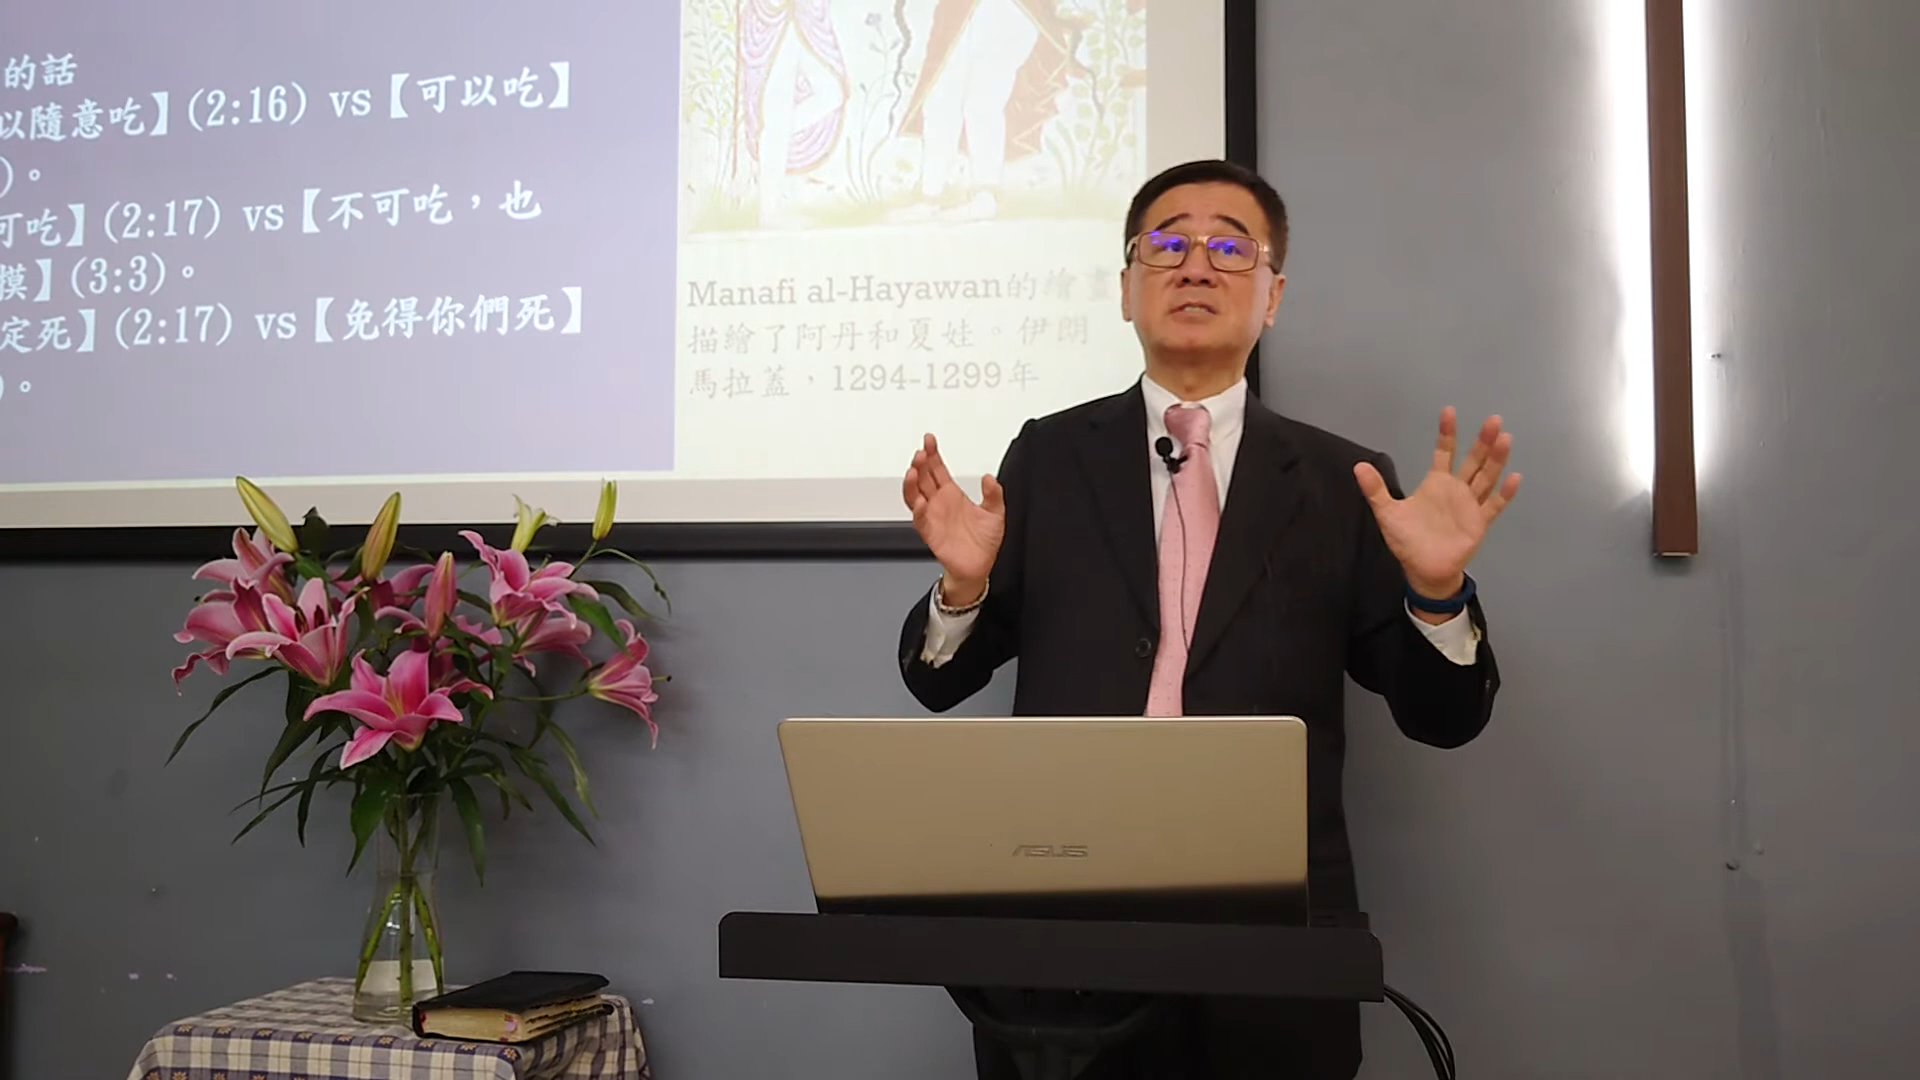 的話
以隨意吃】(2:16) vs【可以吃】
)。
可吃】(2:17) vs【不可吃，也
摸】(3:3)。
定死】(2:17) vs【免得你們死】
)。
Manafi al-Hayawan的繪畫
描繪了阿丹和夏娃。伊朗
馬拉蓋，1294-1299年
ASUS